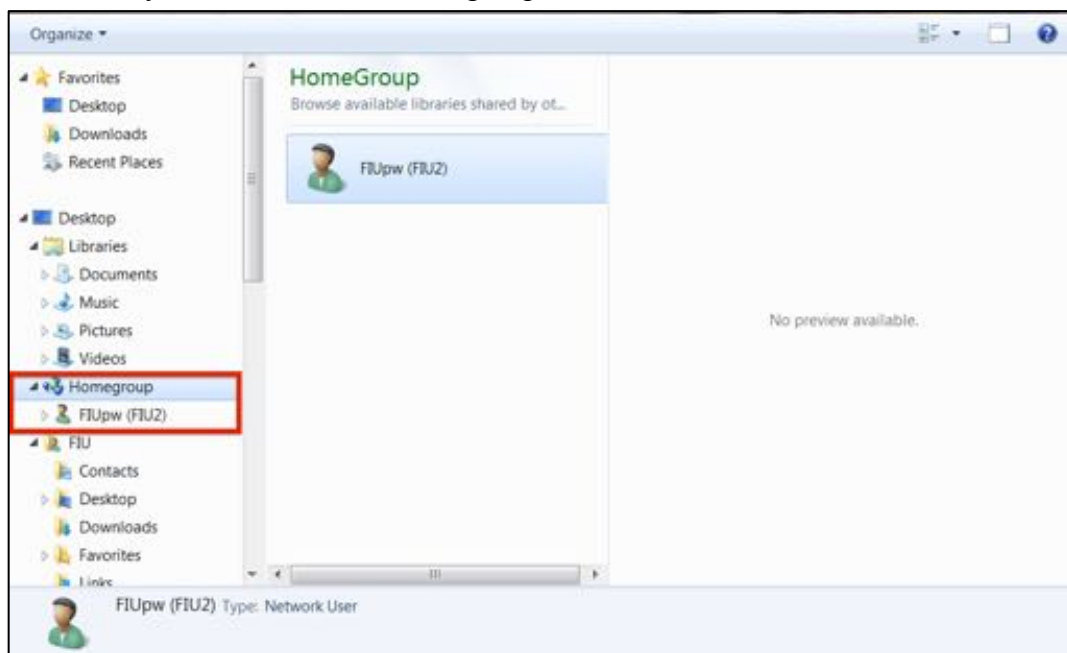 Organize
Favorites
Desktop
Downloads
Recent Places
Desktop
Libraries
Documents
Music
Pictures
Videos
Homegroup
FIUpw (FIU2)
FIU
Contacts
Desktop
Downloads
Favorites
Links
HomeGroup
Browse available libraries shared by ot...
FIUpw (FIU2)
No preview available.
FIUpw (FIU2) Type: Network User